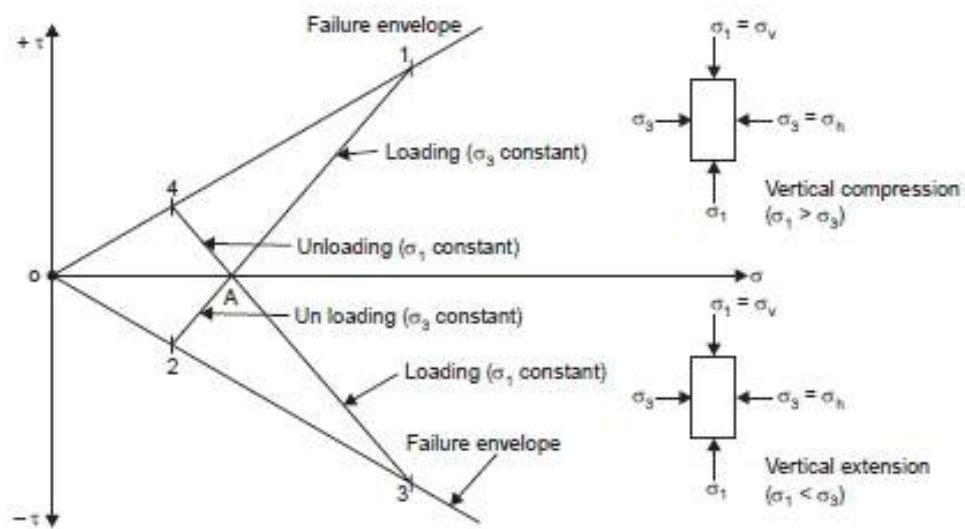 Failure envelope
+ τ
1
σ₁ = σᵥ
σ₃
σ₃ = σₕ
Loading (σ₃ constant)
4
Vertical compression
σ₁
(σ₁ > σ₃)
Unloading (σ₁ constant)
o
σ
A
σ₁ = σᵥ
Un loading (σ₃ constant)
2
Loading (σ₁ constant)
σ₃
σ₃ = σₕ
Failure envelope
3
Vertical extension
σ₁
(σ₁ < σ₃)
− τ